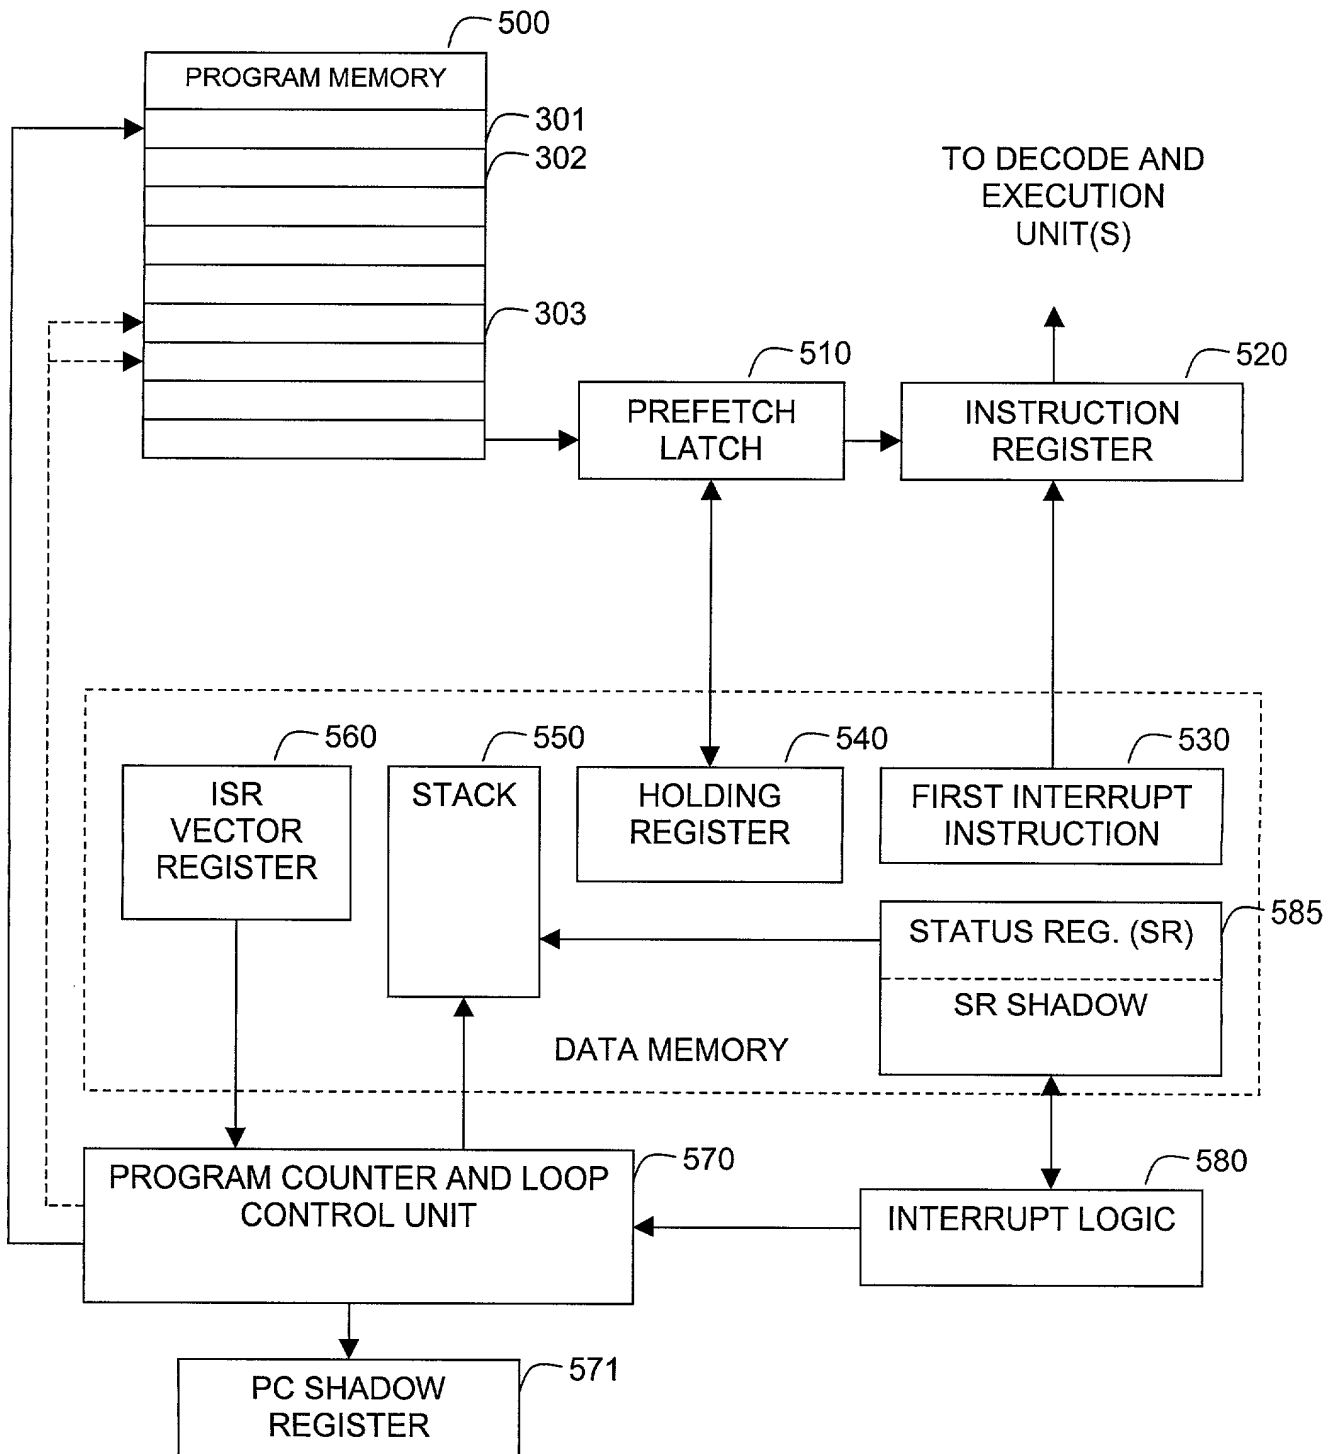 500
PROGRAM MEMORY
301
302
TO DECODE AND
EXECUTION
UNIT(S)
303
510
520
PREFETCH
LATCH
INSTRUCTION
REGISTER
560
550
540
530
ISR
VECTOR
REGISTER
STACK
HOLDING
REGISTER
FIRST INTERRUPT
INSTRUCTION
585
STATUS REG. (SR)
SR SHADOW
DATA MEMORY
570
PROGRAM COUNTER AND LOOP
CONTROL UNIT
580
INTERRUPT LOGIC
571
PC SHADOW
REGISTER